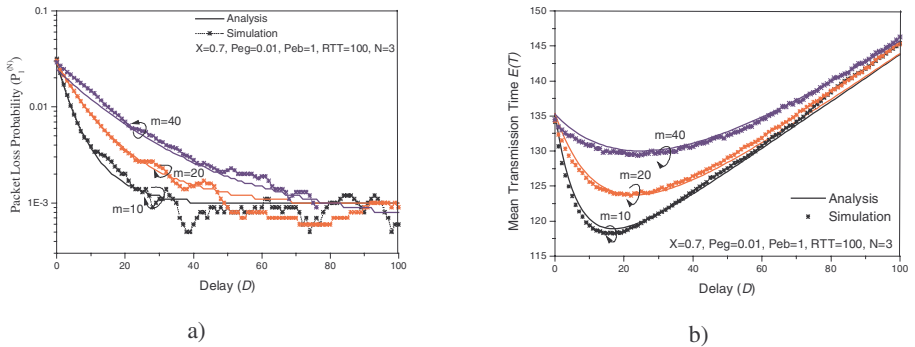 a)
Analysis
Simulation
X=0.7, Peg=0.01, Peb=1, RTT=100, N=3
Packet Loss Probability (P₁⁽ᴺ⁾)
0.1
0.01
1E-3
m=40
m=20
m=10
0 20 40 60 80 100
Delay (D)
a)
b)
Mean Transmission Time E(T)
150
145
140
135
130
125
120
115
m=40
m=20
m=10
Analysis
Simulation
X=0.7, Peg=0.01, Peb=1, RTT=100, N=3
0 20 40 60 80 100
Delay (D)
b)